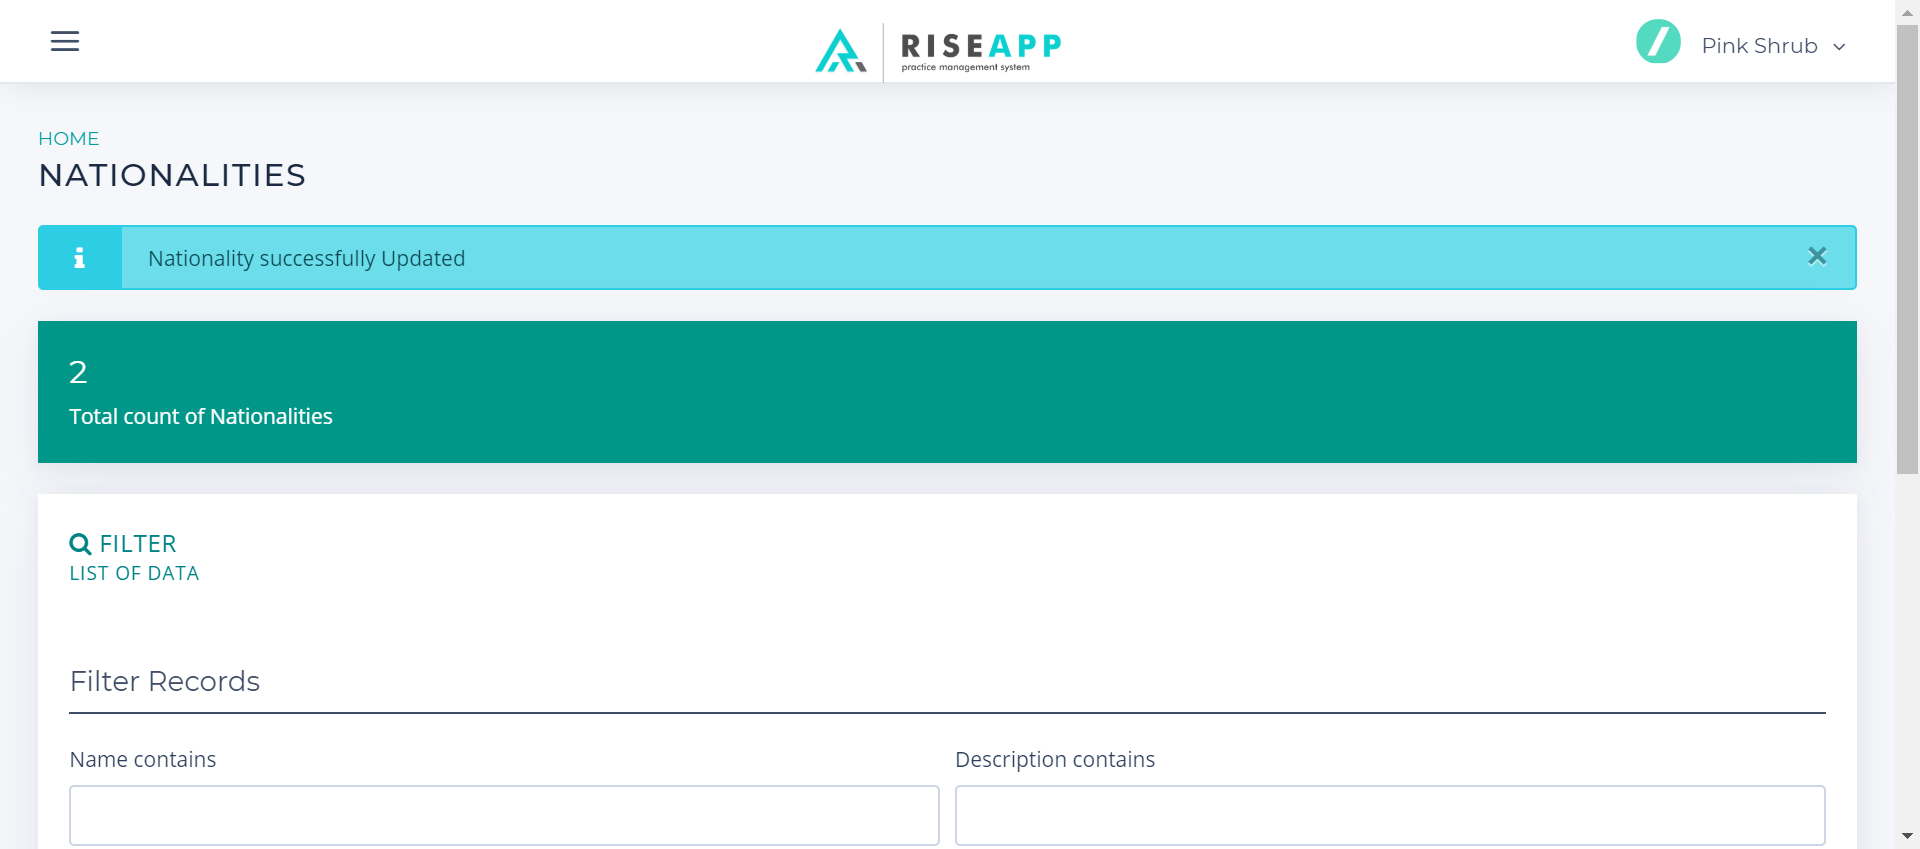 RISEAPP
practice management system
Pink Shrub
HOME
NATIONALITIES
Nationality successfully Updated
2
Total count of Nationalities
FILTER
LIST OF DATA
Filter Records
Name contains
Description contains